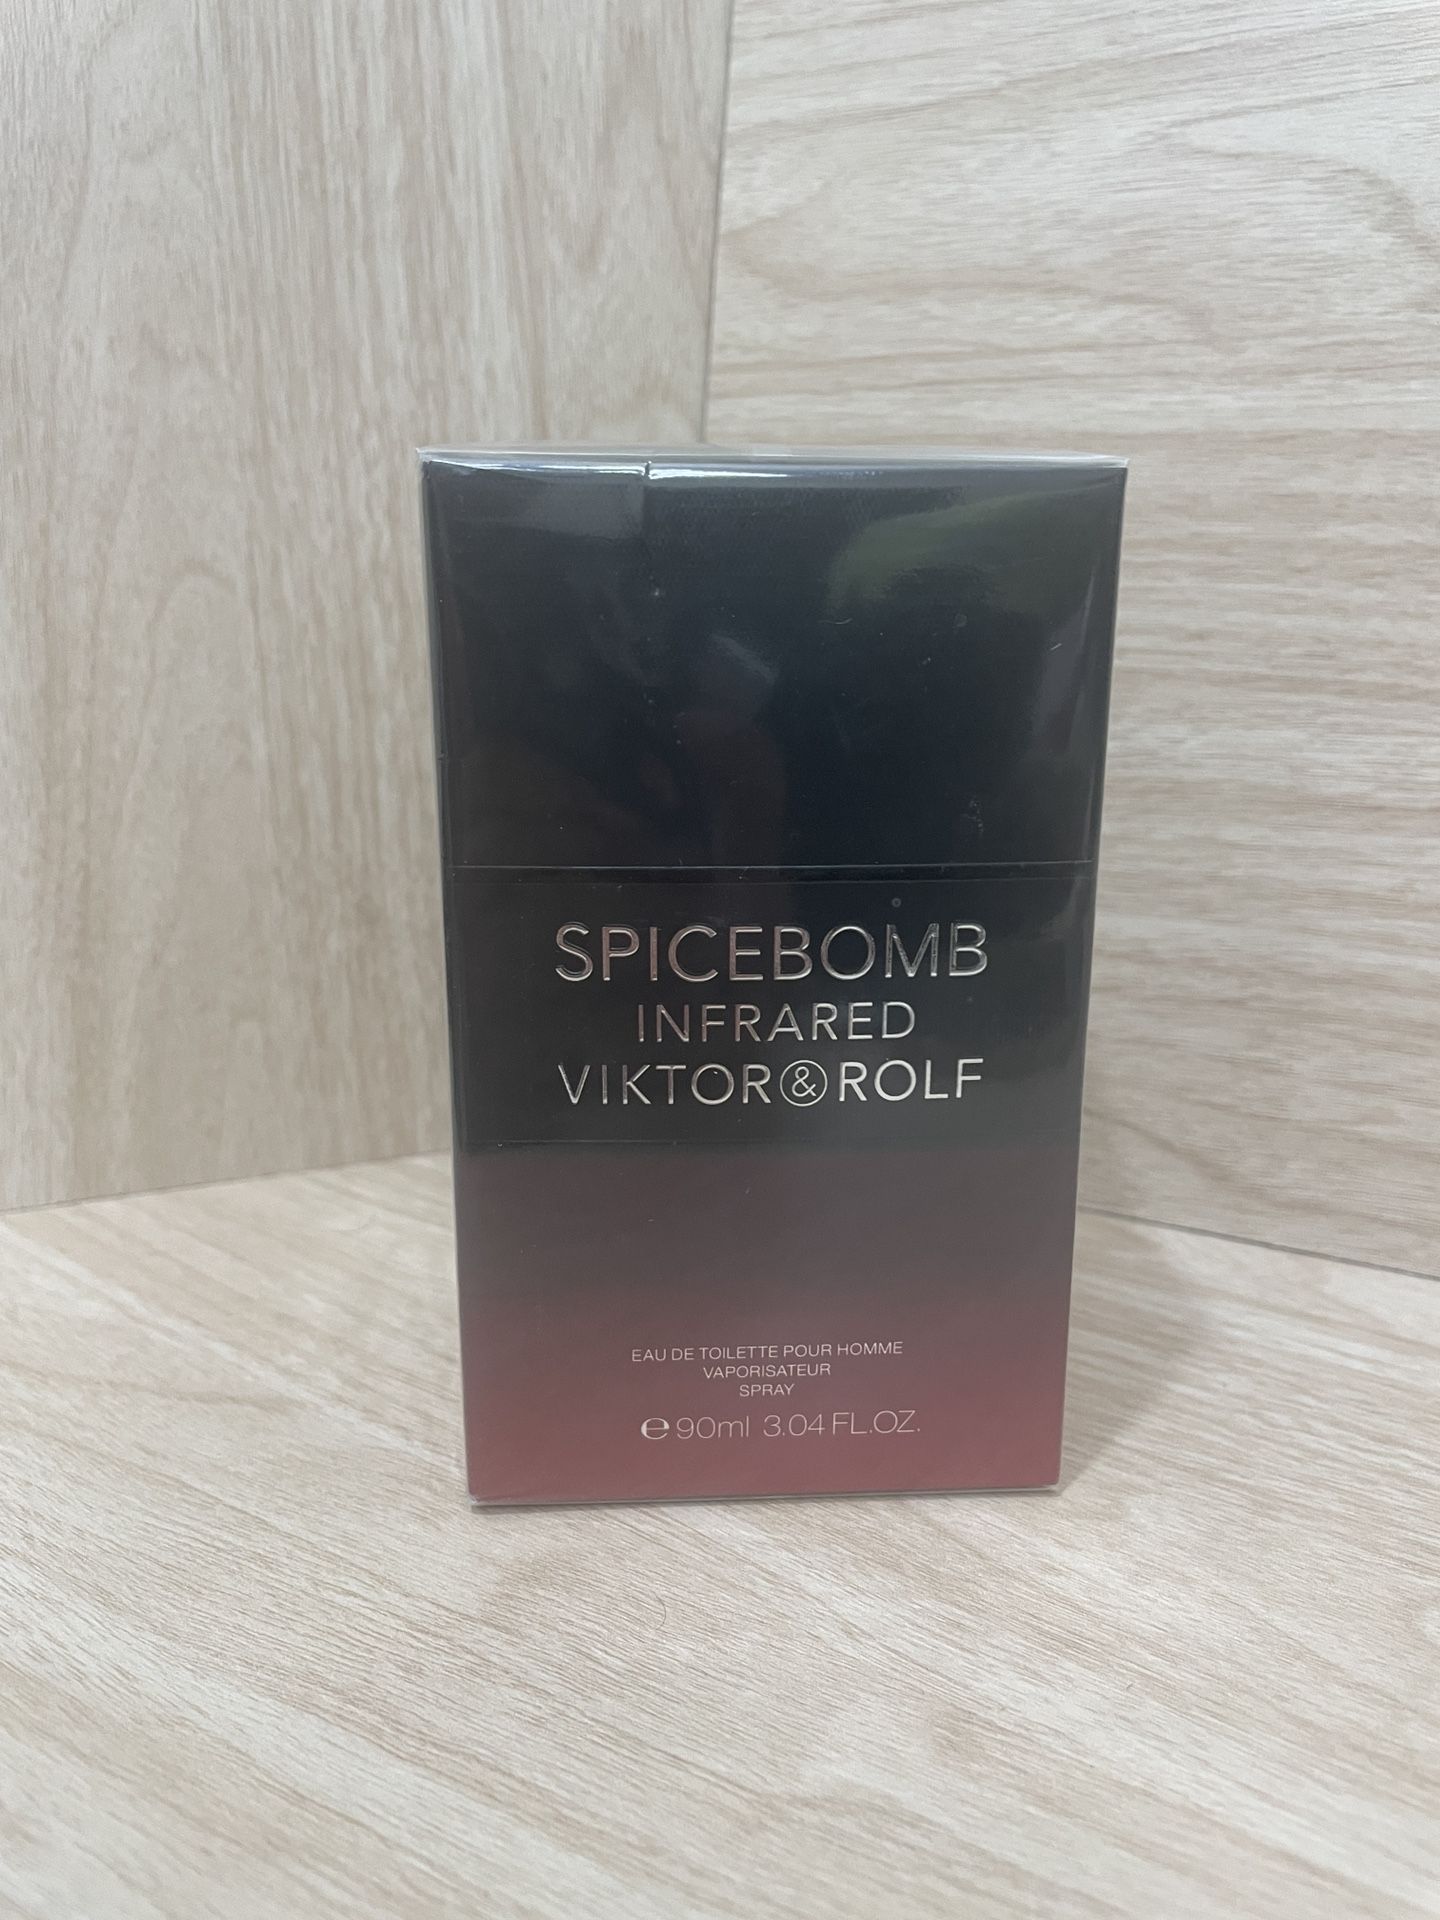 SPICEBOMB
INFRARED
VIKTOR&ROLF
EAU DE TOILETTE POUR HOMME
VAPORISATEUR
SPRAY
℮ 90ml 3.04 FL.OZ.